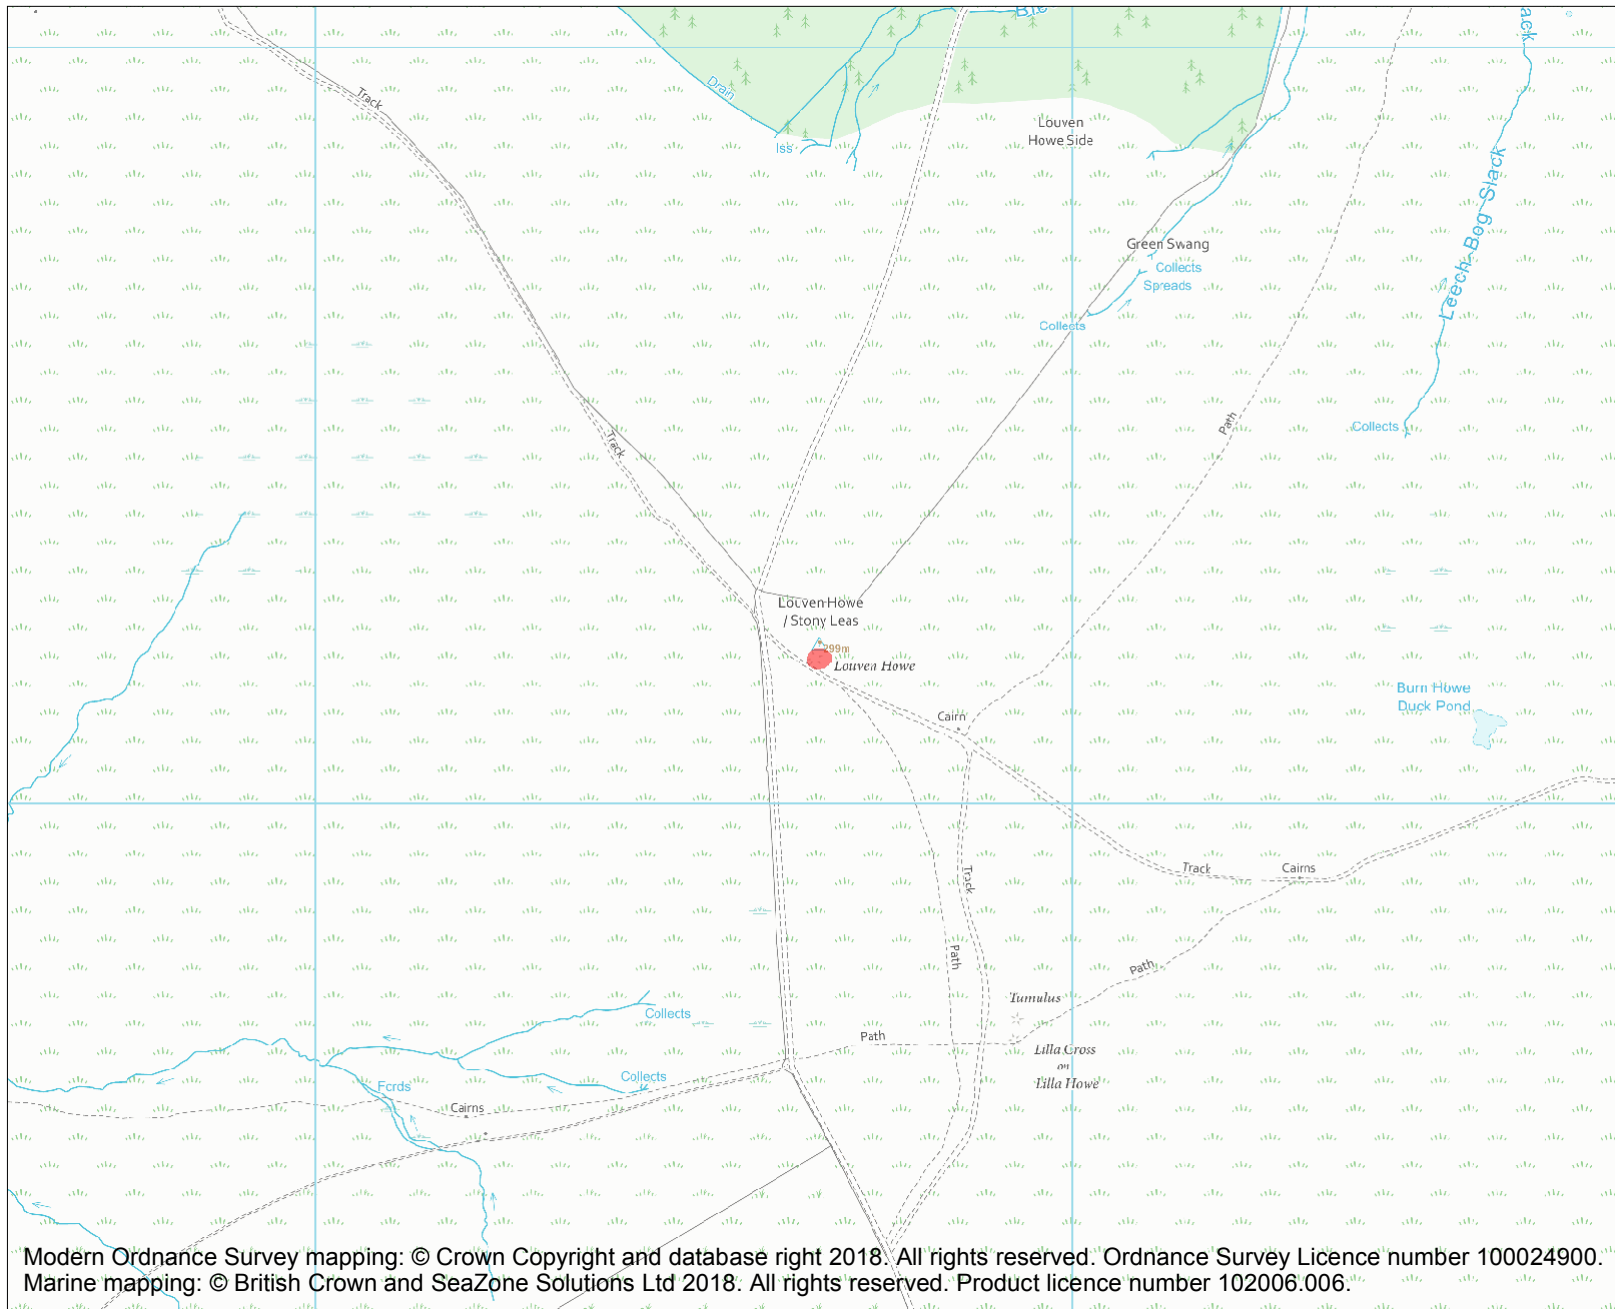 Track
Drain
Iss
Louven
Howe Side
Green Swang
Collects
Spreads
Collects
Leech Bog Slack
ack
Path
Collects
Track
Louven Howe
/ Stony Leas
299m
Louven Howe
Cairn
Burn Howe
Duck Pond
Track
Cairns
Track
Path
Path
Tumulus
Collects
Path
Lilla Cross
on
Lilla Howe
Collects
Fords
Cairns
Modern Ordnance Survey mapping: © Crown Copyright and database right 2018. All rights reserved. Ordnance Survey Licence number 100024900.
Marine mapping: © British Crown and SeaZone Solutions Ltd 2018. All rights reserved. Product licence number 102006.006.